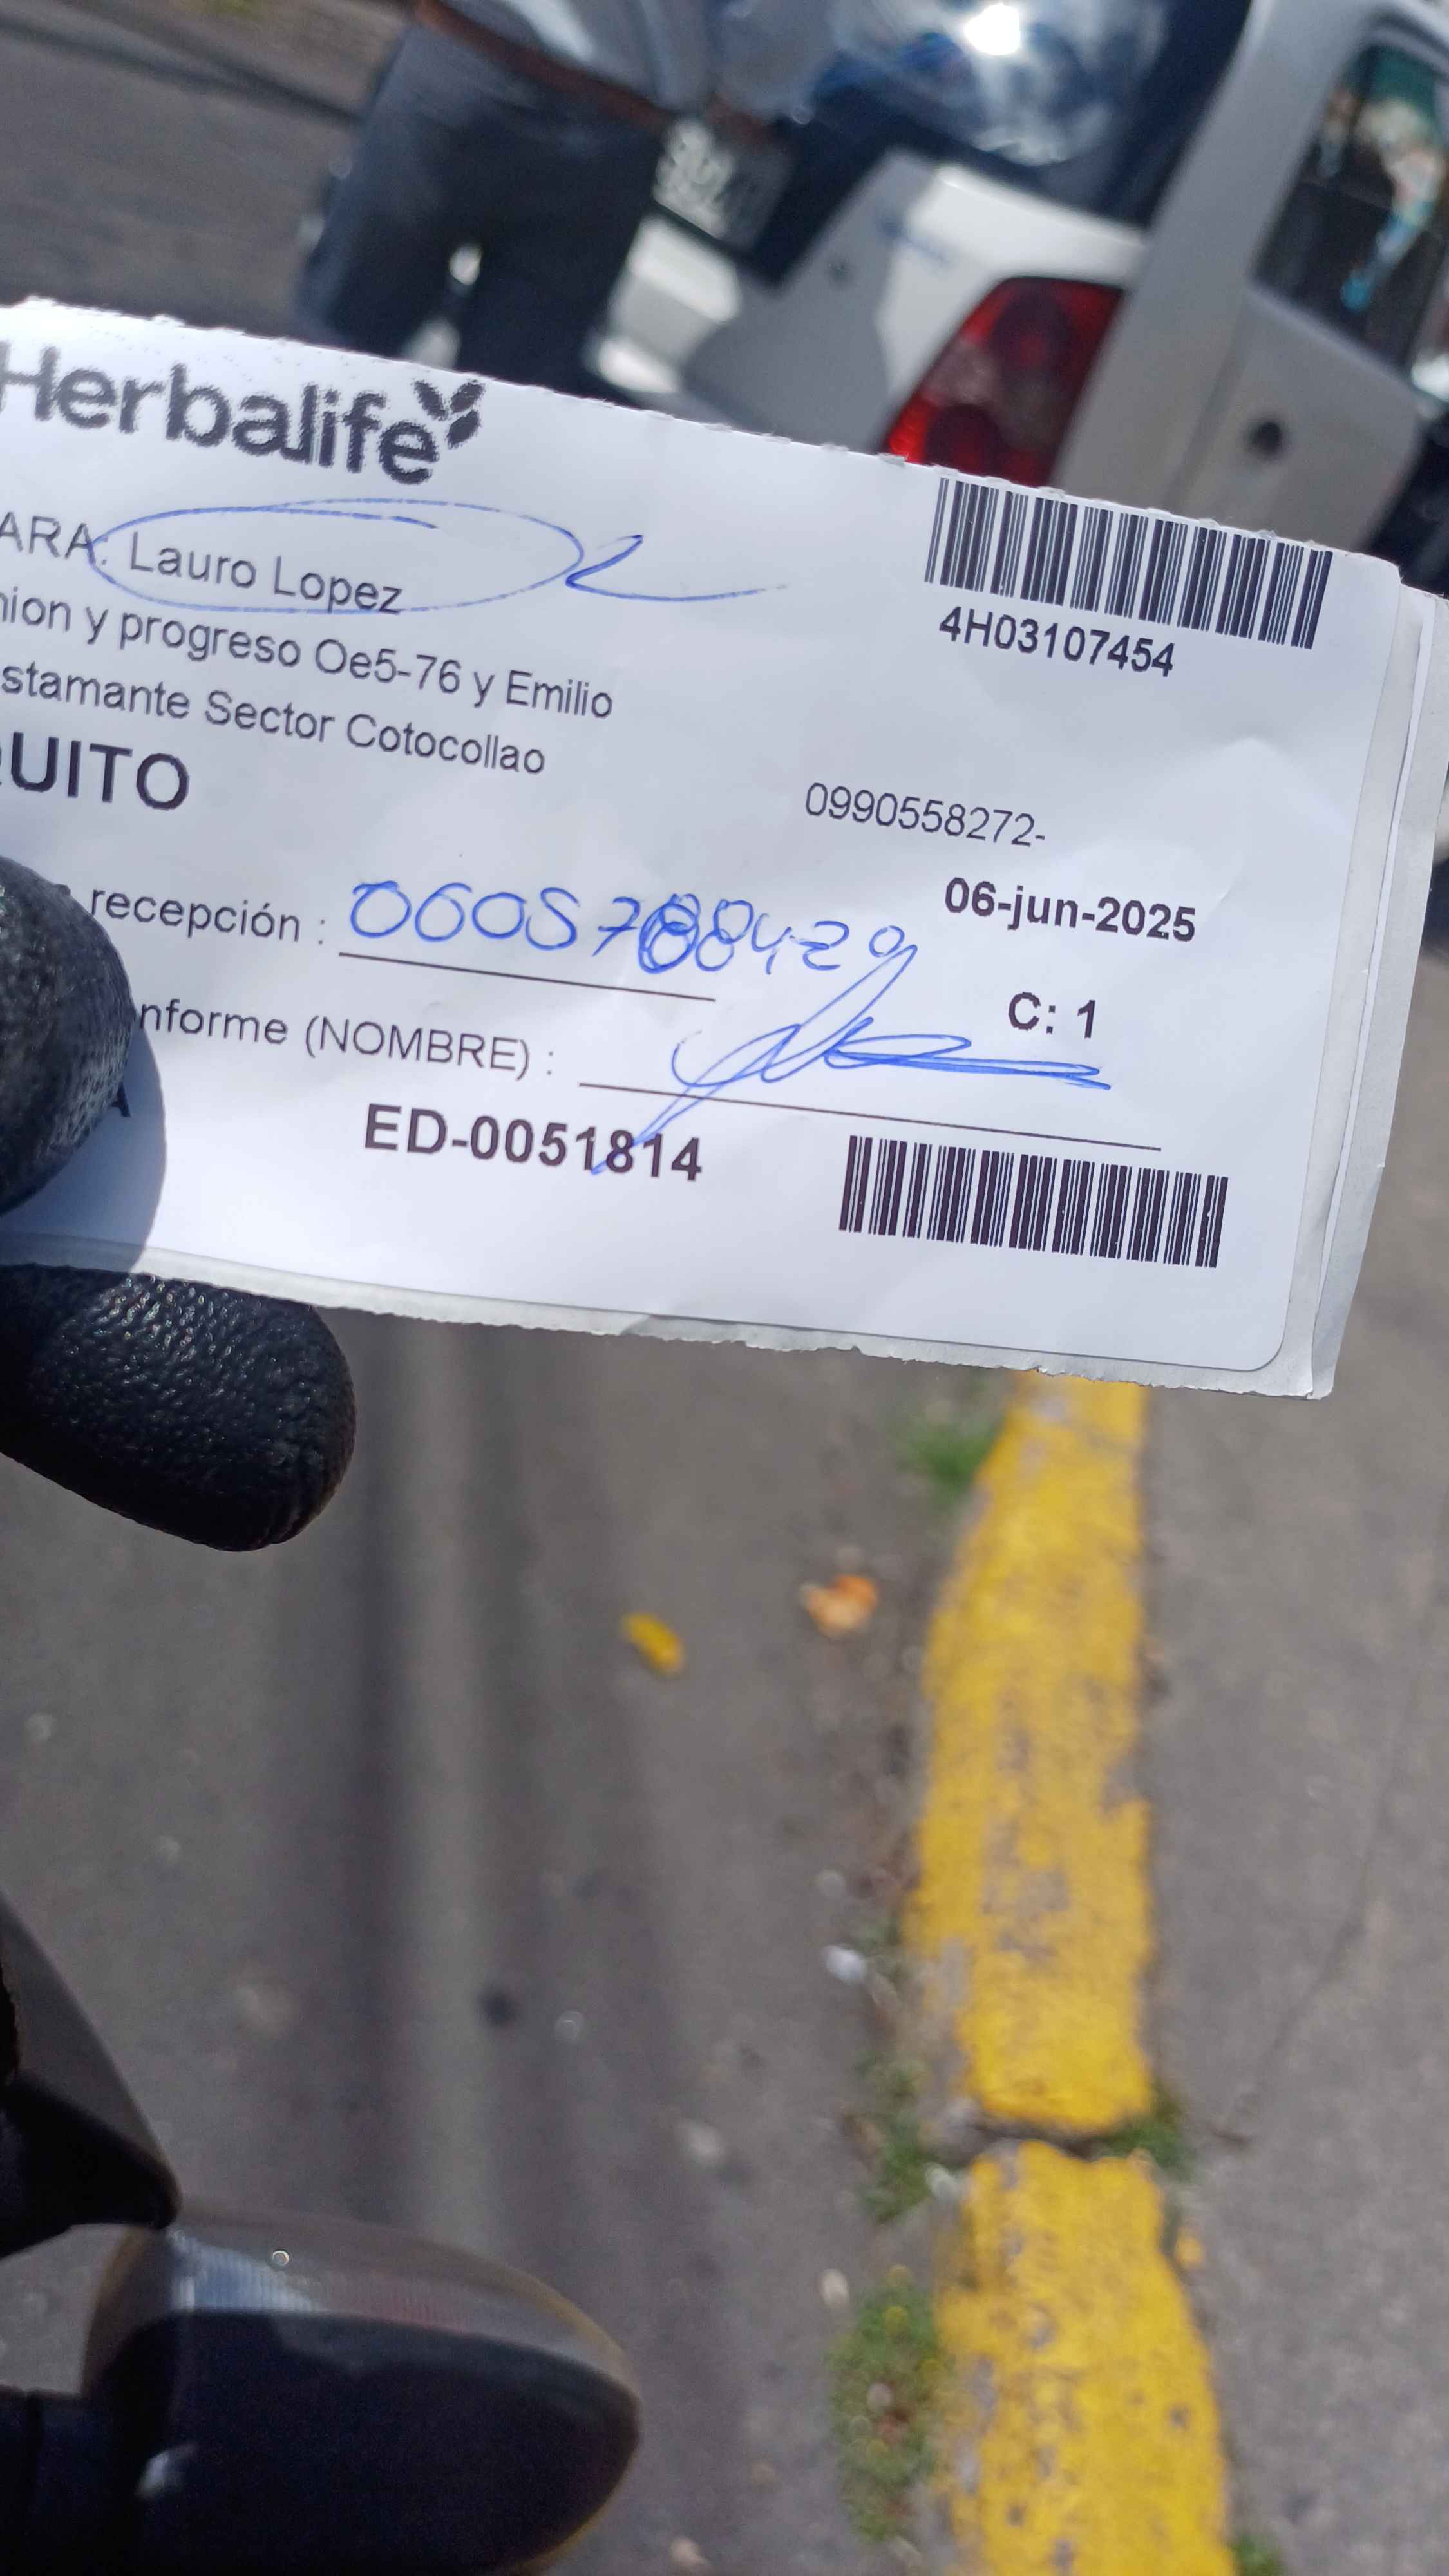 Herbalife
ARA: Lauro Lopez
4H03107454
nion y progreso Oe5-76 y Emilio
stamante Sector Cotocollao
UITO
0990558272-
06-jun-2025
recepción :
C: 1
nforme (NOMBRE) :
ED-0051814